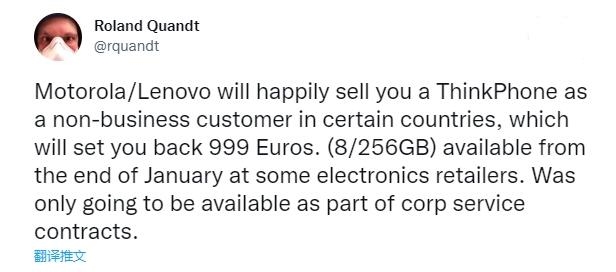 Roland Quandt
@rquandt
Motorola/Lenovo will happily sell you a ThinkPhone as
a non-business customer in certain countries, which
will set you back 999 Euros. (8/256GB) available from
the end of January at some electronics retailers. Was
only going to be available as part of corp service
contracts.
翻译推文